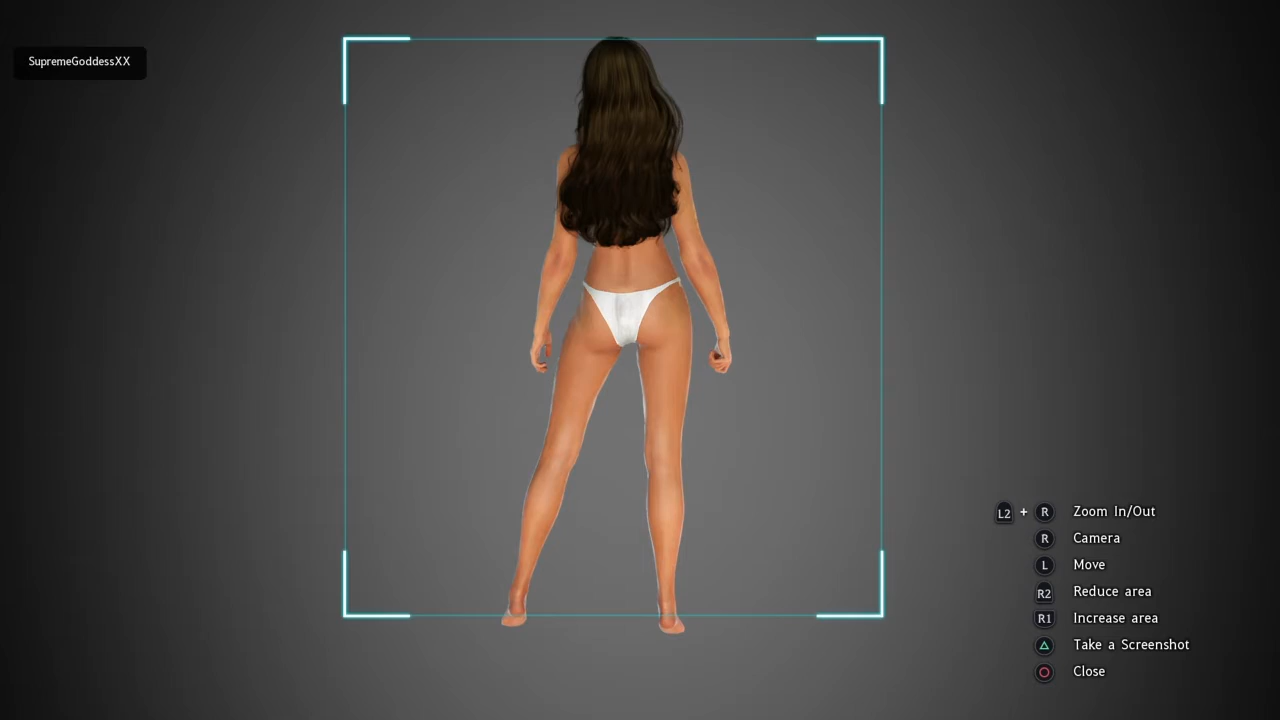 SupremeGoddessXX
L2 + R Zoom In/Out
R Camera
L Move
R2 Reduce area
R1 Increase area
Take a Screenshot
Close